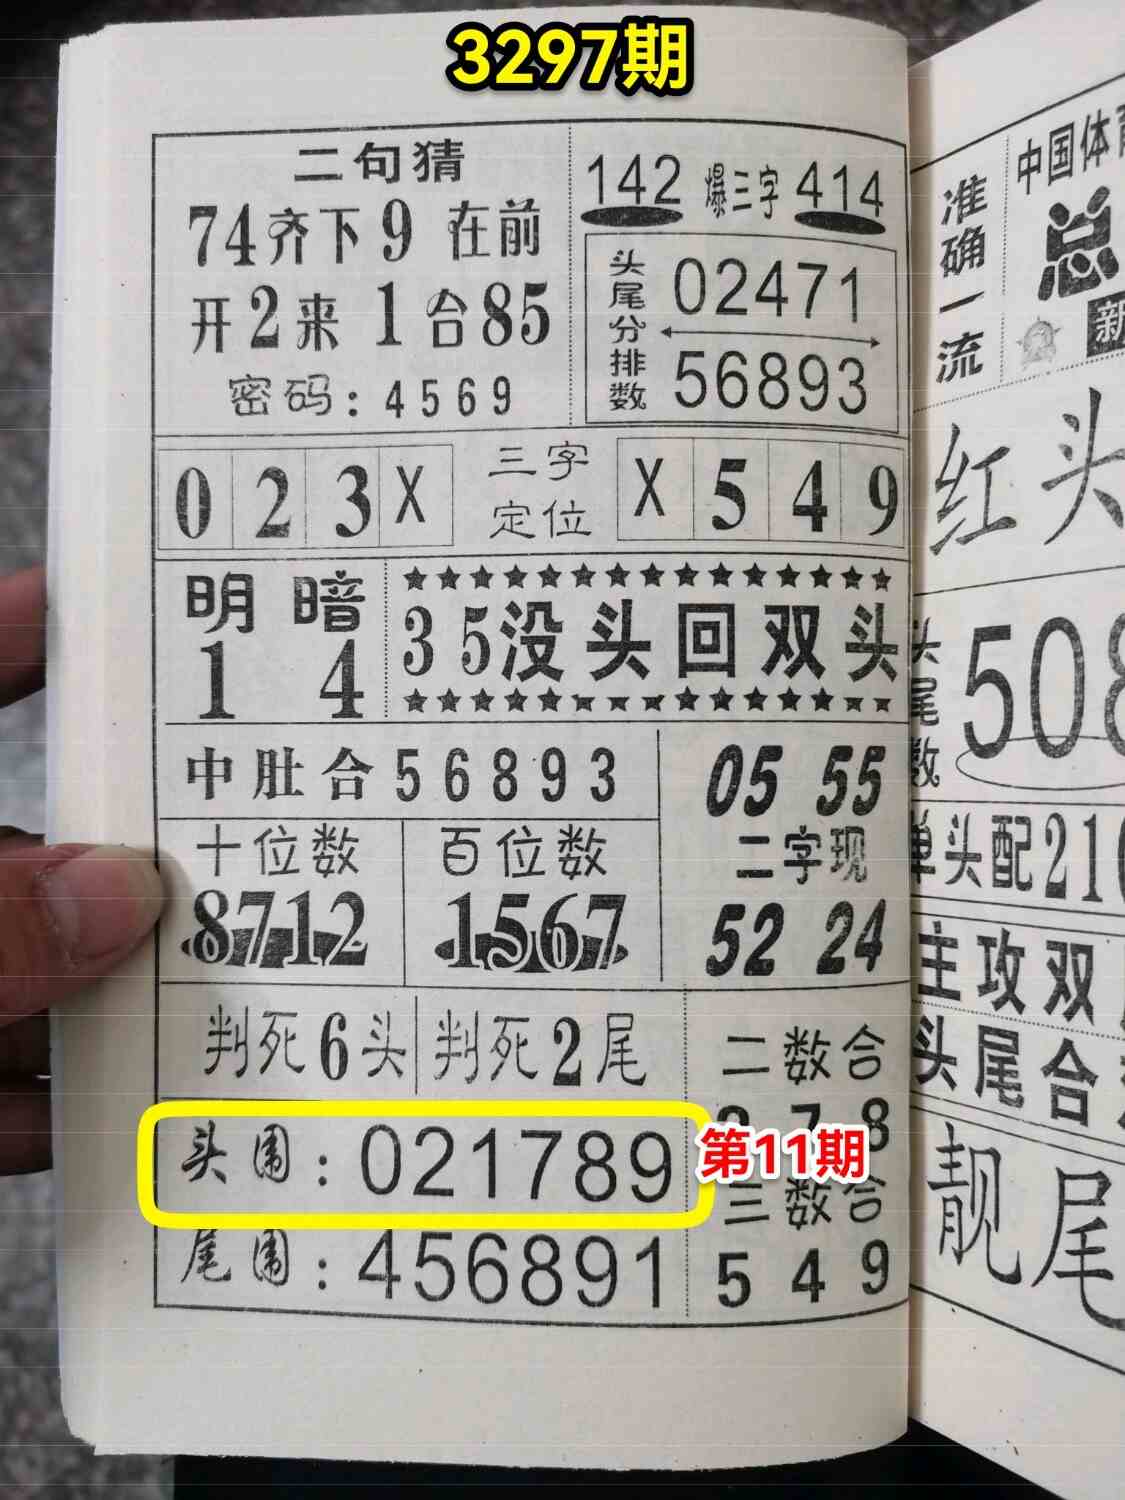 3297期
二句猜
74齐下9在前
开2来1合85
密码：4569
142 爆三字 414
头尾分排数
02471
56893
0 2 3 X
三字
定位
X 5 4 9
明 暗
1 4
35没头回双头
中肚合56893
十位数
8712
百位数
1567
05 55
二字现
52 24
判死6头
判死2尾
头围：021789
第11期
尾围：456891
二数合
7 8
三数合
5 4 9
准确一流
中国体
总
新
红头
头尾数
508
单头配21
主攻双
头尾合
靓尾